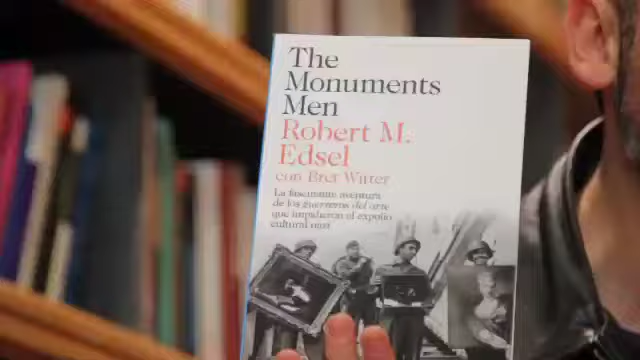 The
Monuments
Men
Robert M.
Edsel
con Bret Witter
La fascinante aventura
de los guerreros del arte
que impidieron el expolio
cultural nazi